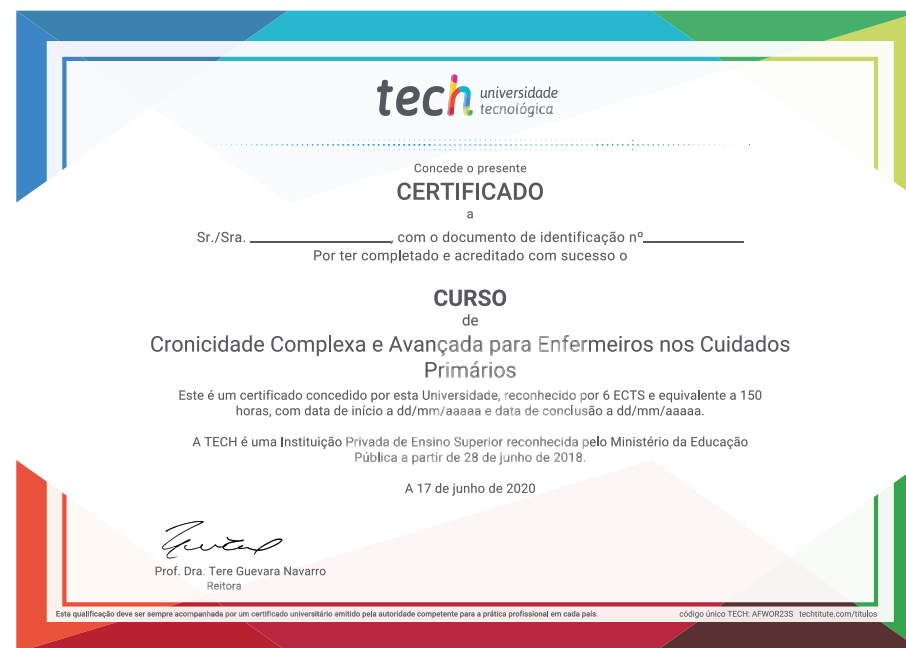 tech universidade
tecnológica
Concede o presente
CERTIFICADO
a
Sr./Sra. ____________________, com o documento de identificação nº______________
Por ter completado e acreditado com sucesso o
CURSO
de
Cronicidade Complexa e Avançada para Enfermeiros nos Cuidados
Primários
Este é um certificado concedido por esta Universidade, reconhecido por 6 ECTS e equivalente a 150
horas, com data de início a dd/mm/aaaaa e data de conclusão a dd/mm/aaaaa.
A TECH é uma Instituição Privada de Ensino Superior reconhecida pelo Ministério da Educação
Pública a partir de 28 de junho de 2018.
A 17 de junho de 2020
Prof. Dra. Tere Guevara Navarro
Reitora
Esta qualificação deve ser sempre acompanhada por um certificado universitário emitido pela autoridade competente para a prática profissional em cada país. código único TECH: AFWOR23S techtitute.com/titulos